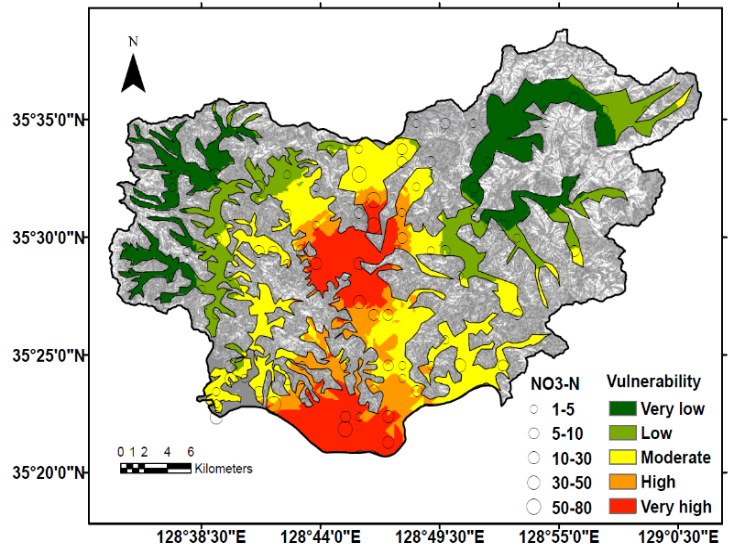 N
35°35'0"N
35°30'0"N
35°25'0"N
35°20'0"N
NO3-N
Vulnerability
1-5
Very low
5-10
Low
10-30
Moderate
30-50
High
50-80
Very high
0 1 2 4 6
Kilometers
128°38'30"E 128°44'0"E 128°49'30"E 128°55'0"E 129°0'30"E